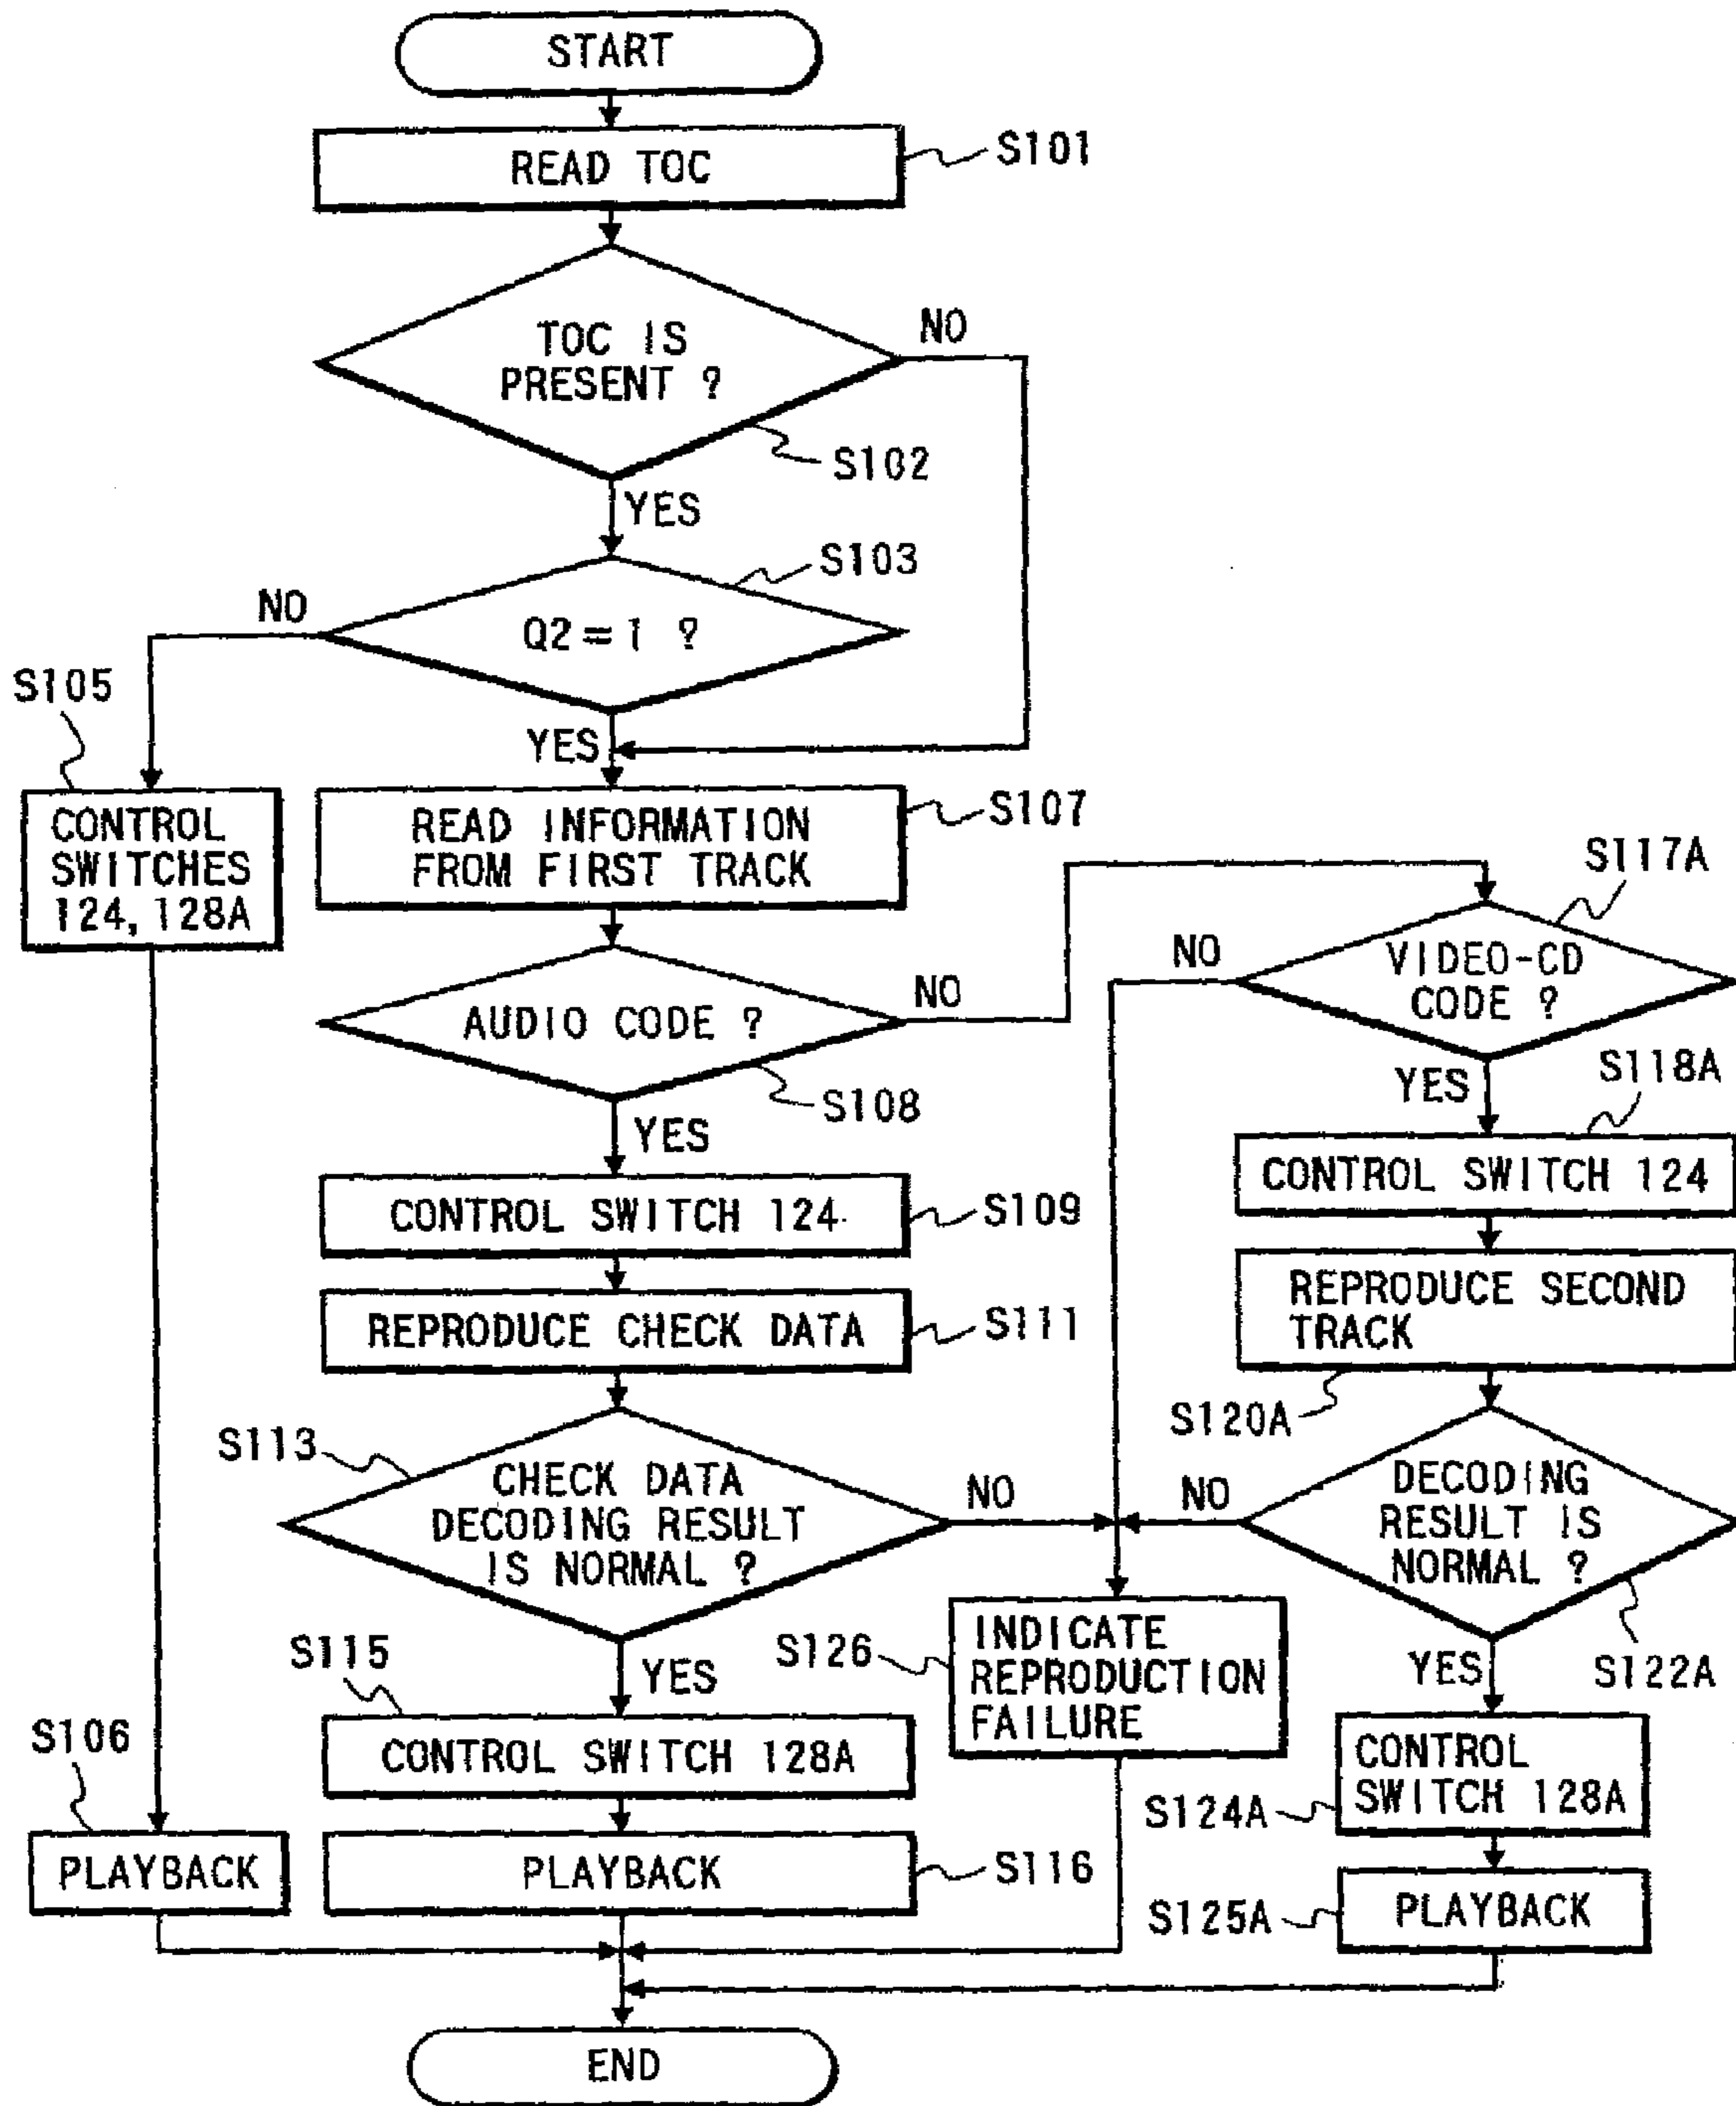 START
READ TOC
S101
TOC IS
PRESENT ?
NO
S102
YES
S103
Q2 = 1 ?
NO
S105
YES
CONTROL
SWITCHES
124, 128A
READ INFORMATION
FROM FIRST TRACK
S107
S117A
AUDIO CODE ?
NO
S108
VIDEO-CD
CODE ?
NO
YES
S118A
YES
CONTROL SWITCH 124
S109
CONTROL SWITCH 124
REPRODUCE CHECK DATA
S111
REPRODUCE SECOND
TRACK
S120A
S113
CHECK DATA
DECODING RESULT
IS NORMAL ?
NO
NO
DECODING
RESULT IS
NORMAL ?
S122A
S115
YES
S126
INDICATE
REPRODUCTION
FAILURE
YES
S106
CONTROL SWITCH 128A
CONTROL
SWITCH 128A
S124A
PLAYBACK
PLAYBACK
S116
S125A
PLAYBACK
END